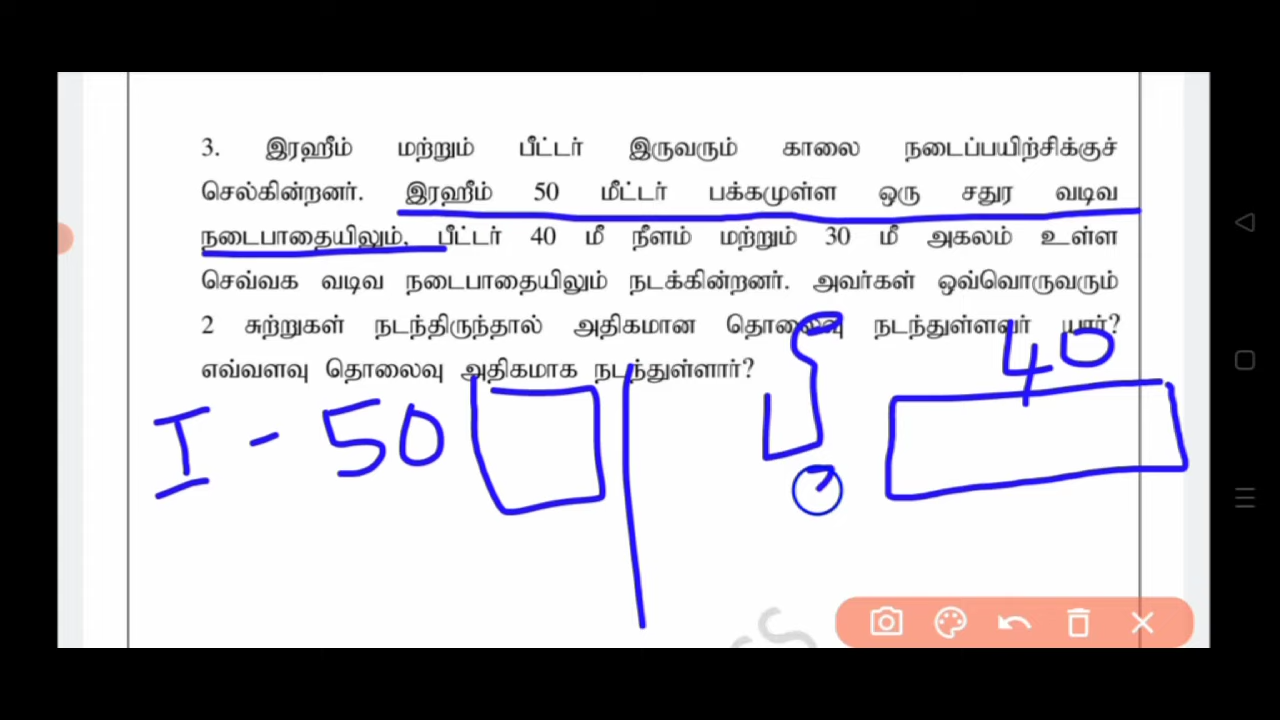 3. இரஹீம் மற்றும் பீட்டர் இருவரும் காலை நடைப்பயிற்சிக்குச்
செல்கின்றனர். இரஹீம் 50 மீட்டர் பக்கமுள்ள ஒரு சதுர வடிவ
நடைபாதையிலும், பீட்டர் 40 மீ நீளம் மற்றும் 30 மீ அகலம் உள்ள
செவ்வக வடிவ நடைபாதையிலும் நடக்கின்றனர். அவர்கள் ஒவ்வொருவரும்
2 சுற்றுகள் நடந்திருந்தால் அதிகமான தொலைவு நடந்துள்ளவர் யார்?
எவ்வளவு தொலைவு அதிகமாக நடந்துள்ளார்?
40
I - 50